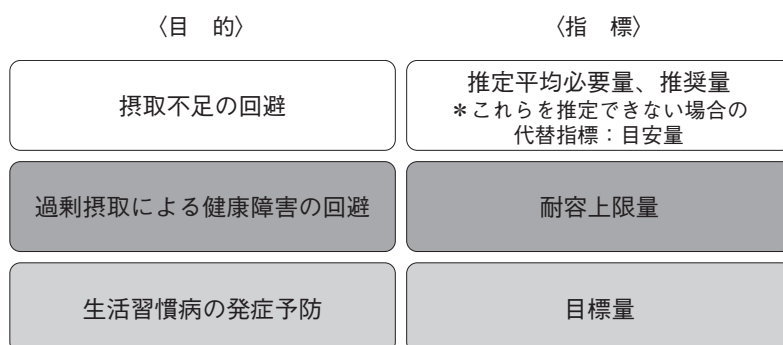 〈目　的〉
〈指　標〉
摂取不足の回避
推定平均必要量、推奨量
＊これらを推定できない場合の
代替指標：目安量
過剰摂取による健康障害の回避
耐容上限量
生活習慣病の発症予防
目標量